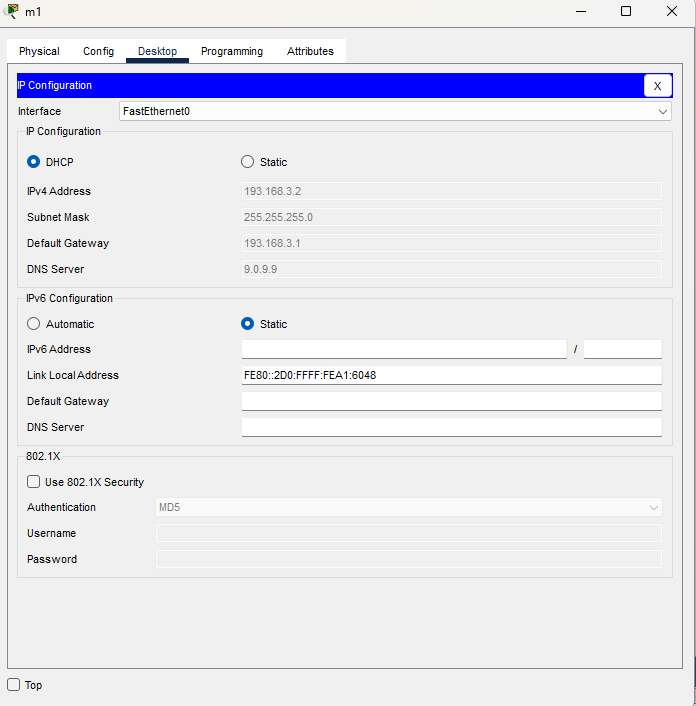 m1
Physical Config Desktop Programming Attributes
IP Configuration X
Interface FastEthernet0
IP Configuration
DHCP Static
IPv4 Address 193.168.3.2
Subnet Mask 255.255.255.0
Default Gateway 193.168.3.1
DNS Server 9.0.9.9
IPv6 Configuration
Automatic Static
IPv6 Address /
Link Local Address FE80::2D0:FFFF:FEA1:6048
Default Gateway
DNS Server
802.1X
Use 802.1X Security
Authentication MD5
Username
Password
Top